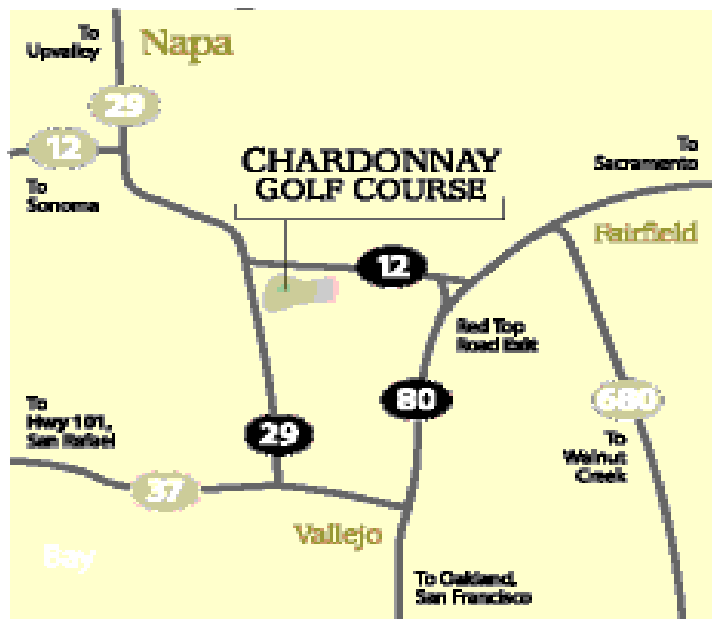 To
Upvalley
Napa
29
12
To
Sonoma
CHARDONNAY
GOLF COURSE
To
Sacramento
Fairfield
12
Red Top
Road Exit
80
680
To
Hwy 101,
San Rafael
29
To
Walnut
Creek
37
Vallejo
Bay
To Oakland,
San Francisco